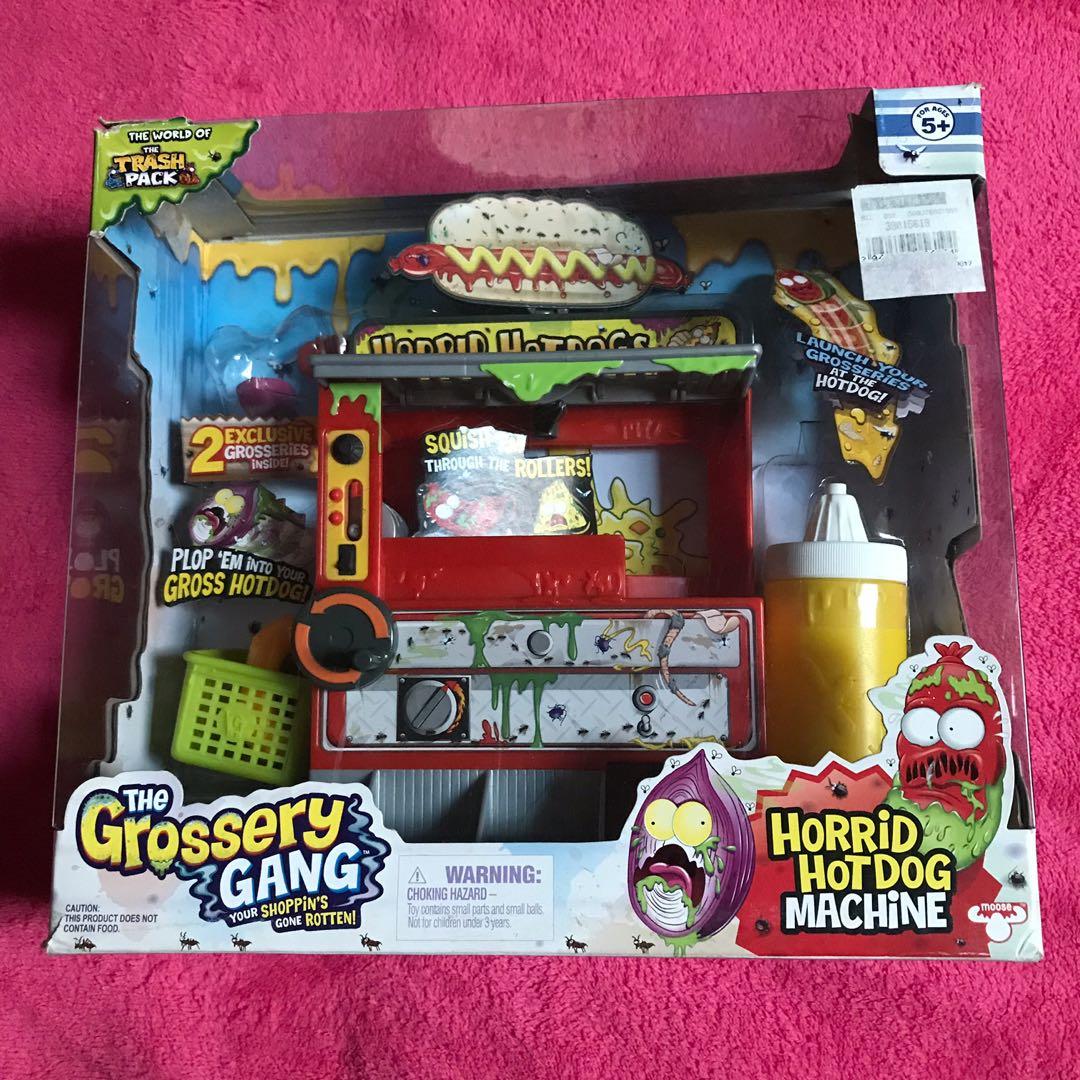 THE WORLD OF
THE
TRASH
PACK
FOR AGES
5+
38015618
HORRID HOTDOGS
LAUNCH YOUR
GROSSERIES
AT THE
HOTDOG!
2 EXCLUSIVE
GROSSERIES
INSIDE!
SQUISH
THROUGH THE ROLLERS!
PLOP 'EM INTO YOUR
GROSS HOTDOG!
THE
GROSSERY
GANG™
YOUR SHOPPIN'S
GONE ROTTEN!
CAUTION:
THIS PRODUCT DOES NOT
CONTAIN FOOD.
WARNING:
CHOKING HAZARD –
Toy contains small parts and small balls.
Not for children under 3 years.
HORRID
HOTDOG
MACHINE
moose